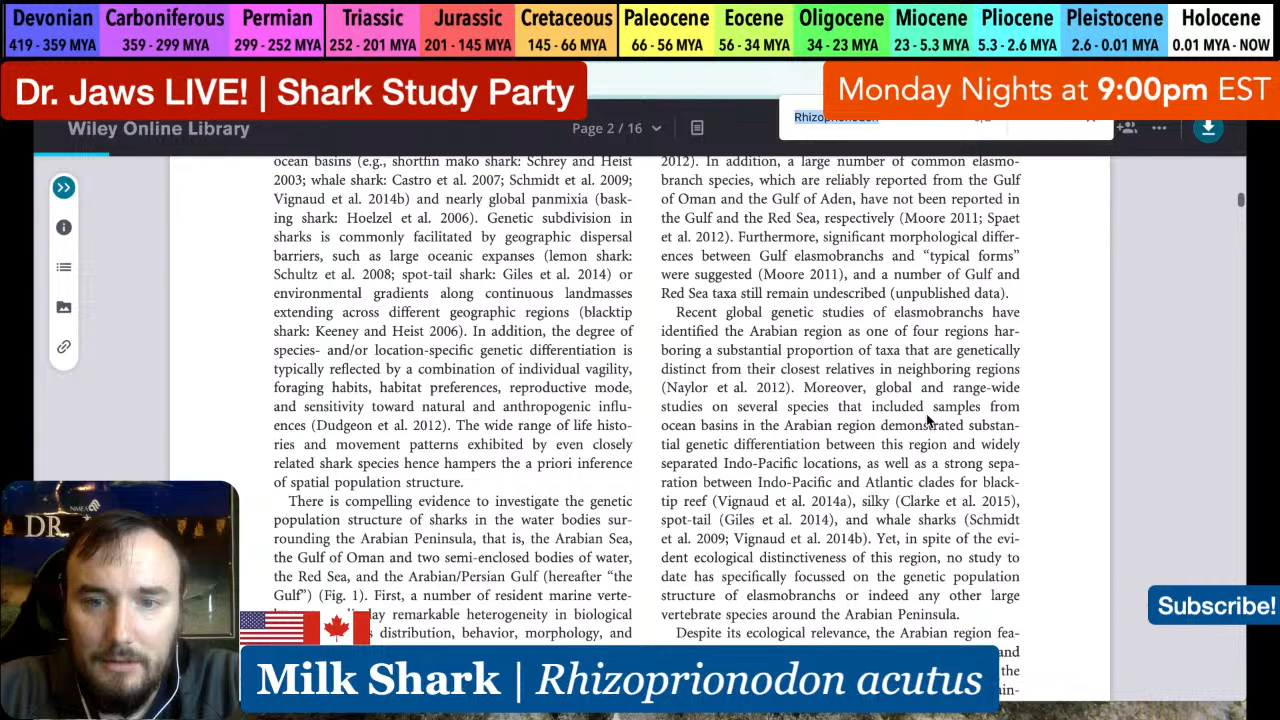 Devonian Carboniferous Permian Triassic Jurassic Cretaceous Paleocene Eocene Oligocene Miocene Pliocene Pleistocene Holocene
419 - 359 MYA 359 - 299 MYA 299 - 252 MYA 252 - 201 MYA 201 - 145 MYA 145 - 66 MYA 66 - 56 MYA 56 - 34 MYA 34 - 23 MYA 23 - 5.3 MYA 5.3 - 2.6 MYA 2.6 - 0.01 MYA 0.01 MYA - NOW
Dr. Jaws LIVE! | Shark Study Party
Monday Nights at 9:00pm EST
Wiley Online Library
Page 2 / 16
Rhizoprionodon
ocean basins (e.g., shortfin mako shark: Schrey and Heist
2003; whale shark: Castro et al. 2007; Schmidt et al. 2009;
Vignaud et al. 2014b) and nearly global panmixia (bask-
ing shark: Hoelzel et al. 2006). Genetic subdivision in
sharks is commonly facilitated by geographic dispersal
barriers, such as large oceanic expanses (lemon shark:
Schultz et al. 2008; spot-tail shark: Giles et al. 2014) or
environmental gradients along continuous landmasses
extending across different geographic regions (blacktip
shark: Keeney and Heist 2006). In addition, the degree of
species- and/or location-specific genetic differentiation is
typically reflected by a combination of individual vagility,
foraging habits, habitat preferences, reproductive mode,
and sensitivity toward natural and anthropogenic influ-
ences (Dudgeon et al. 2012). The wide range of life histo-
ries and movement patterns exhibited by even closely
related shark species hence hampers the a priori inference
of spatial population structure.
There is compelling evidence to investigate the genetic
population structure of sharks in the water bodies sur-
rounding the Arabian Peninsula, that is, the Arabian Sea,
the Gulf of Oman and two semi-enclosed bodies of water,
the Red Sea, and the Arabian/Persian Gulf (hereafter “the
Gulf”) (Fig. 1). First, a number of resident marine verte-
remarkable heterogeneity in biological
distribution, behavior, morphology, and
2012). In addition, a large number of common elasmo-
branch species, which are reliably reported from the Gulf
of Oman and the Gulf of Aden, have not been reported in
the Gulf and the Red Sea, respectively (Moore 2011; Spaet
et al. 2012). Furthermore, significant morphological differ-
ences between Gulf elasmobranchs and “typical forms”
were suggested (Moore 2011), and a number of Gulf and
Red Sea taxa still remain undescribed (unpublished data).
Recent global genetic studies of elasmobranchs have
identified the Arabian region as one of four regions har-
boring a substantial proportion of taxa that are genetically
distinct from their closest relatives in neighboring regions
(Naylor et al. 2012). Moreover, global and range-wide
studies on several species that included samples from
ocean basins in the Arabian region demonstrated substan-
tial genetic differentiation between this region and widely
separated Indo-Pacific locations, as well as a strong sepa-
ration between Indo-Pacific and Atlantic clades for black-
tip reef (Vignaud et al. 2014a), silky (Clarke et al. 2015),
spot-tail (Giles et al. 2014), and whale sharks (Schmidt
et al. 2009; Vignaud et al. 2014b). Yet, in spite of the evi-
dent ecological distinctiveness of this region, no study to
date has specifically focussed on the genetic population
structure of elasmobranchs or indeed any other large
vertebrate species around the Arabian Peninsula.
Despite its ecological relevance, the Arabian region fea-
and
the
DR.
Subscribe!
Milk Shark | Rhizoprionodon acutus